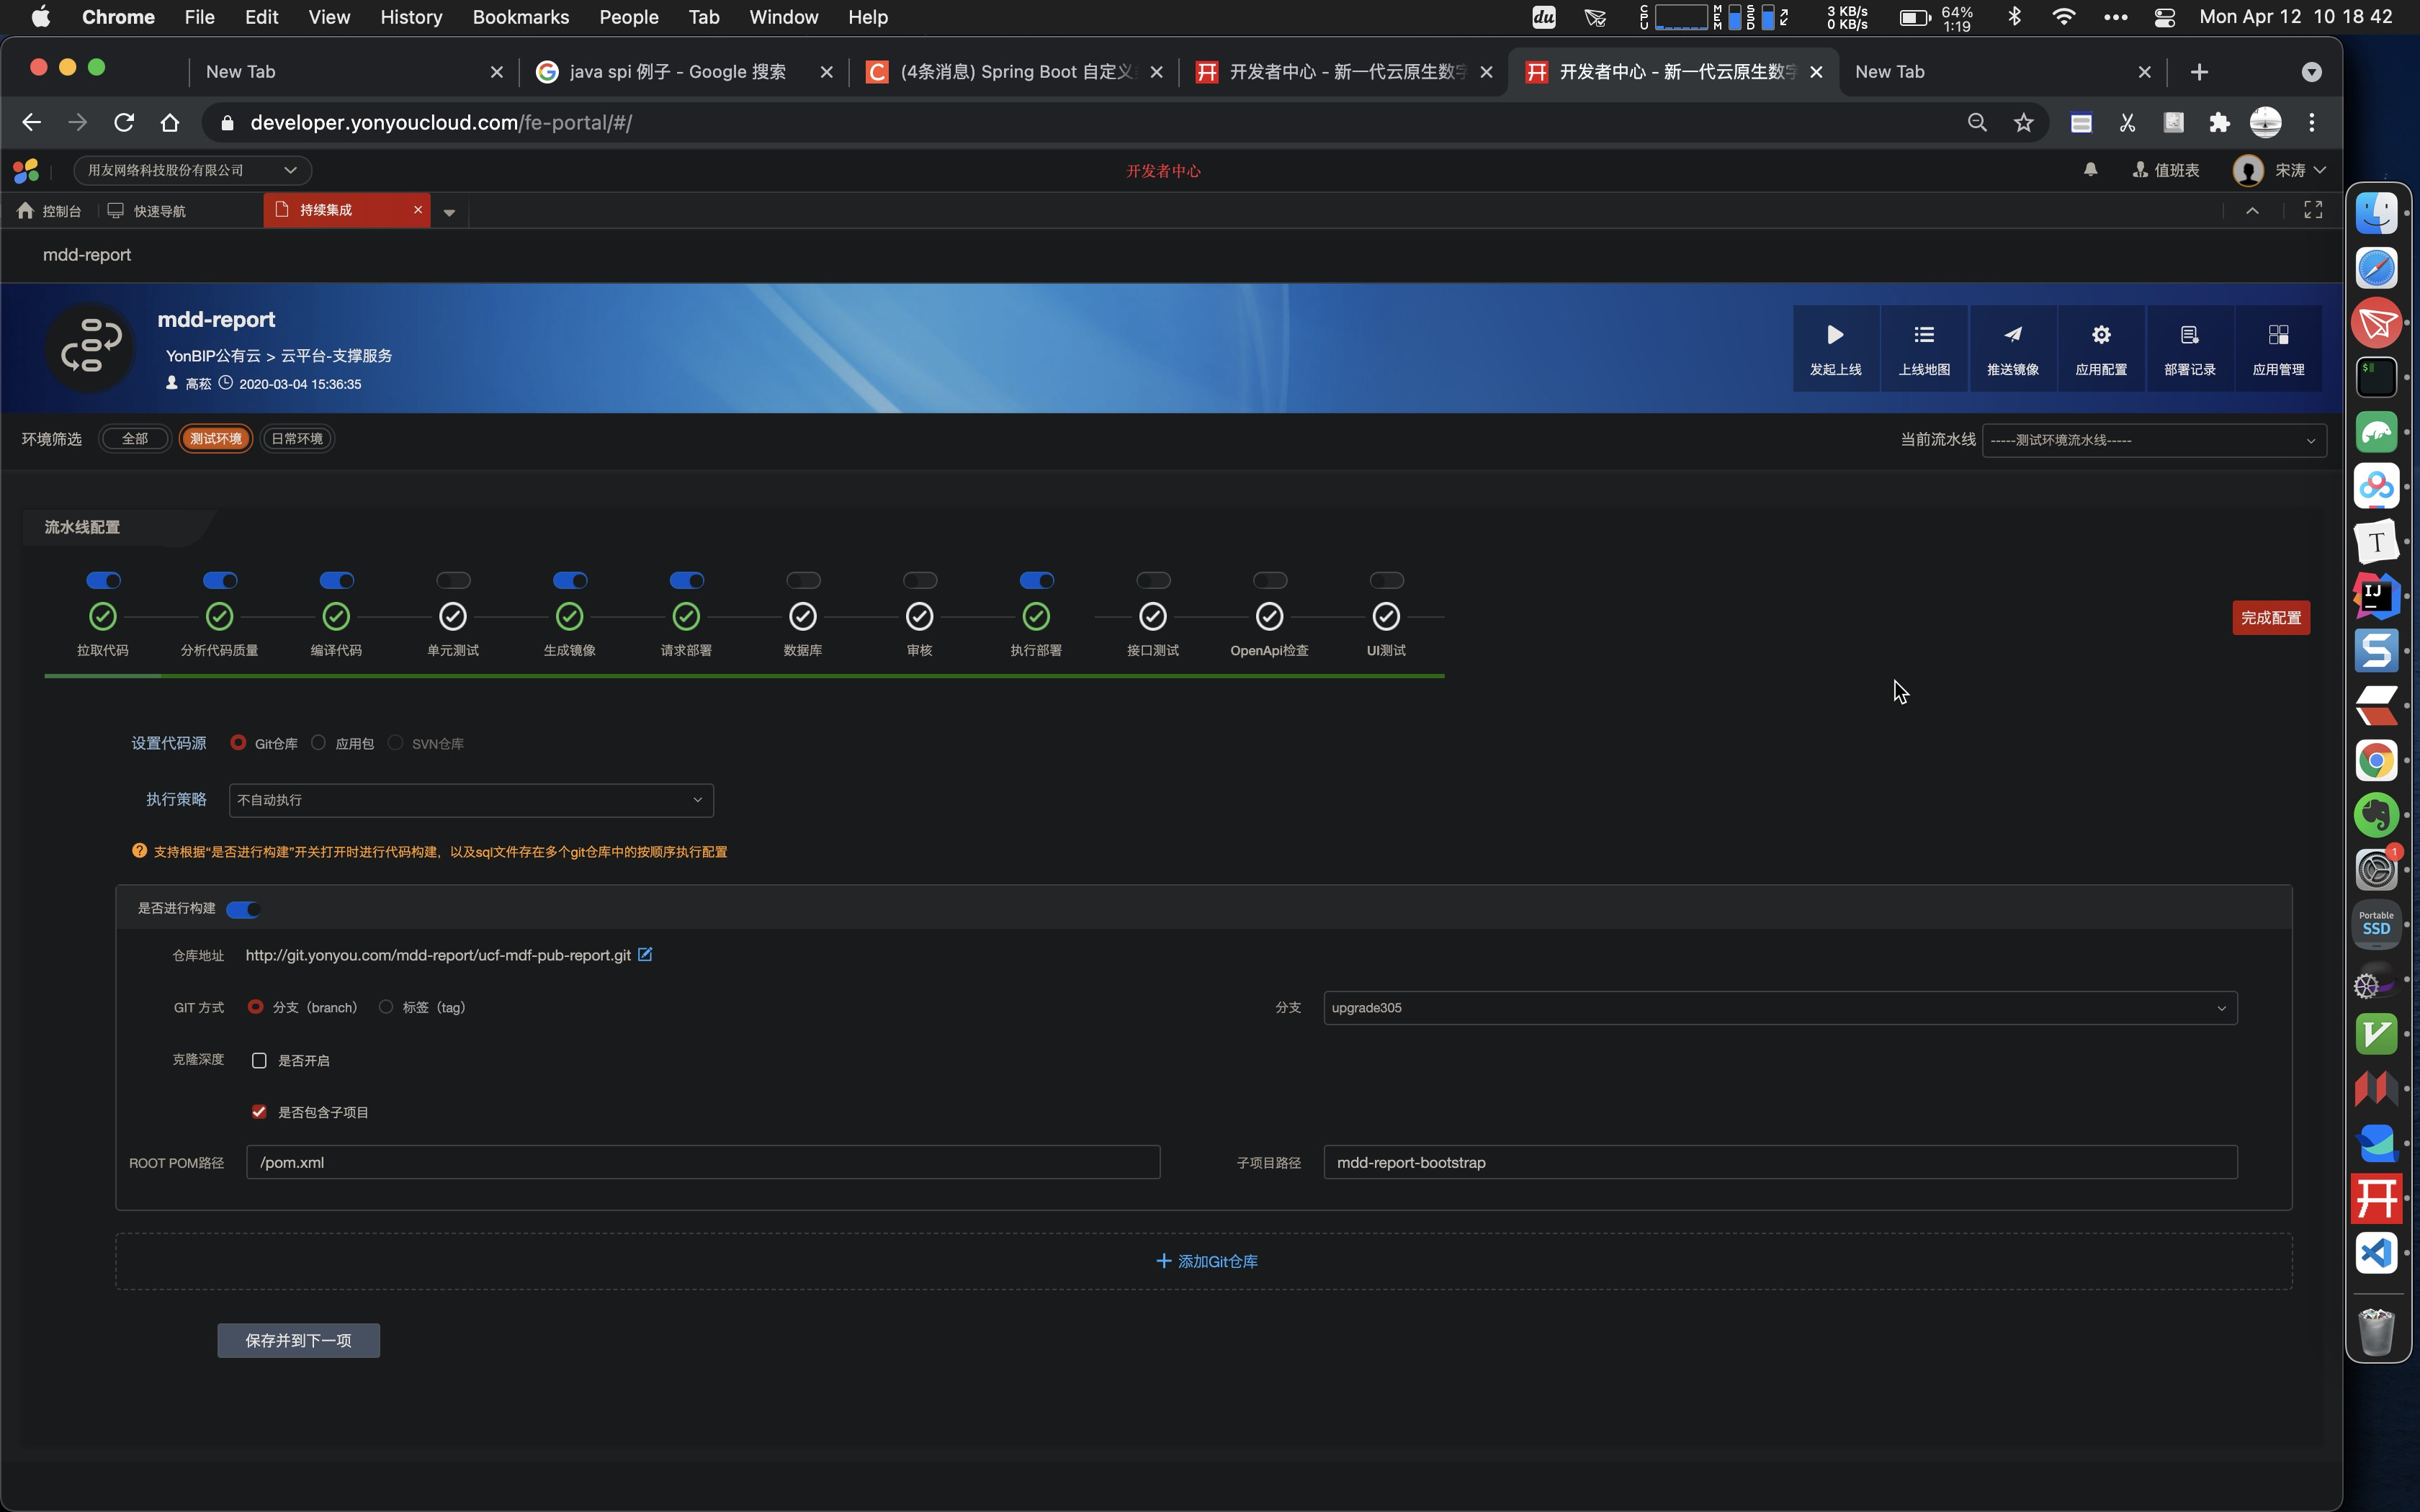 Chrome File Edit View History Bookmarks People Tab Window Help
du CPU MEM SSD 3 KB/s 0 KB/s 64% 1:19 Mon Apr 12 10 18 42
New Tab
java spi 例子 - Google 搜索
(4条消息) Spring Boot 自定义
开发者中心 - 新一代云原生数字
开发者中心 - 新一代云原生数字
New Tab
developer.yonyoucloud.com/fe-portal/#/
用友网络科技股份有限公司
开发者中心
值班表
宋涛
控制台
快速导航
持续集成
mdd-report
mdd-report
YonBIP公有云 > 云平台-支撑服务
高菘 2020-03-04 15:36:35
发起上线
上线地图
推送镜像
应用配置
部署记录
应用管理
环境筛选 全部 测试环境 日常环境
当前流水线 -----测试环境流水线-----
流水线配置
拉取代码 分析代码质量 编译代码 单元测试 生成镜像 请求部署 数据库 审核 执行部署 接口测试 OpenApi检查 UI测试
完成配置
设置代码源 Git仓库 应用包 SVN仓库
执行策略 不自动执行
支持根据“是否进行构建”开关打开时进行代码构建，以及sql文件存在多个git仓库中的按顺序执行配置
是否进行构建
仓库地址 http://git.yonyou.com/mdd-report/ucf-mdf-pub-report.git
GIT 方式 分支（branch） 标签（tag）
分支 upgrade305
克隆深度 是否开启
是否包含子项目
ROOT POM路径 /pom.xml
子项目路径 mdd-report-bootstrap
添加Git仓库
保存并到下一项
T
IJ
1
Portable
SSD